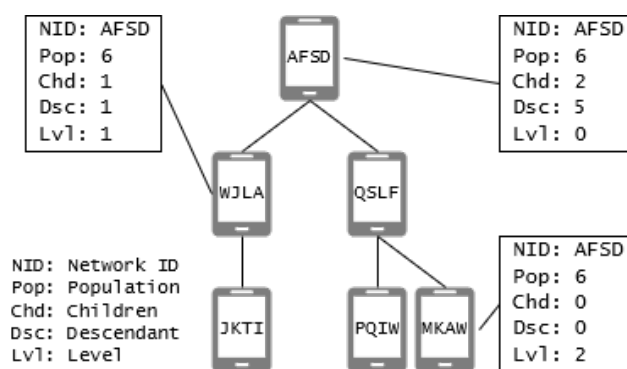 NID: AFSD
Pop: 6
Chd: 1
Dsc: 1
Lvl: 1
AFSD
NID: AFSD
Pop: 6
Chd: 2
Dsc: 5
Lvl: 0
WJLA
QSLF
NID: Network ID
Pop: Population
Chd: Children
Dsc: Descendant
Lvl: Level
JKTI
PQIW
MKAW
NID: AFSD
Pop: 6
Chd: 0
Dsc: 0
Lvl: 2